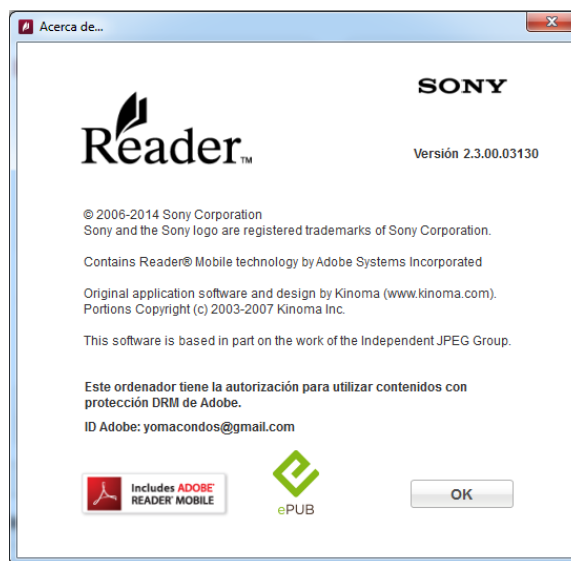 Acerca de...
SONY
Reader™
Versión 2.3.00.03130
© 2006-2014 Sony Corporation
Sony and the Sony logo are registered trademarks of Sony Corporation.
Contains Reader® Mobile technology by Adobe Systems Incorporated
Original application software and design by Kinoma (www.kinoma.com).
Portions Copyright (c) 2003-2007 Kinoma Inc.
This software is based in part on the work of the Independent JPEG Group.
Este ordenador tiene la autorización para utilizar contenidos con
protección DRM de Adobe.
ID Adobe: yomacondos@gmail.com
Includes ADOBE®
READER® MOBILE
ePUB
OK